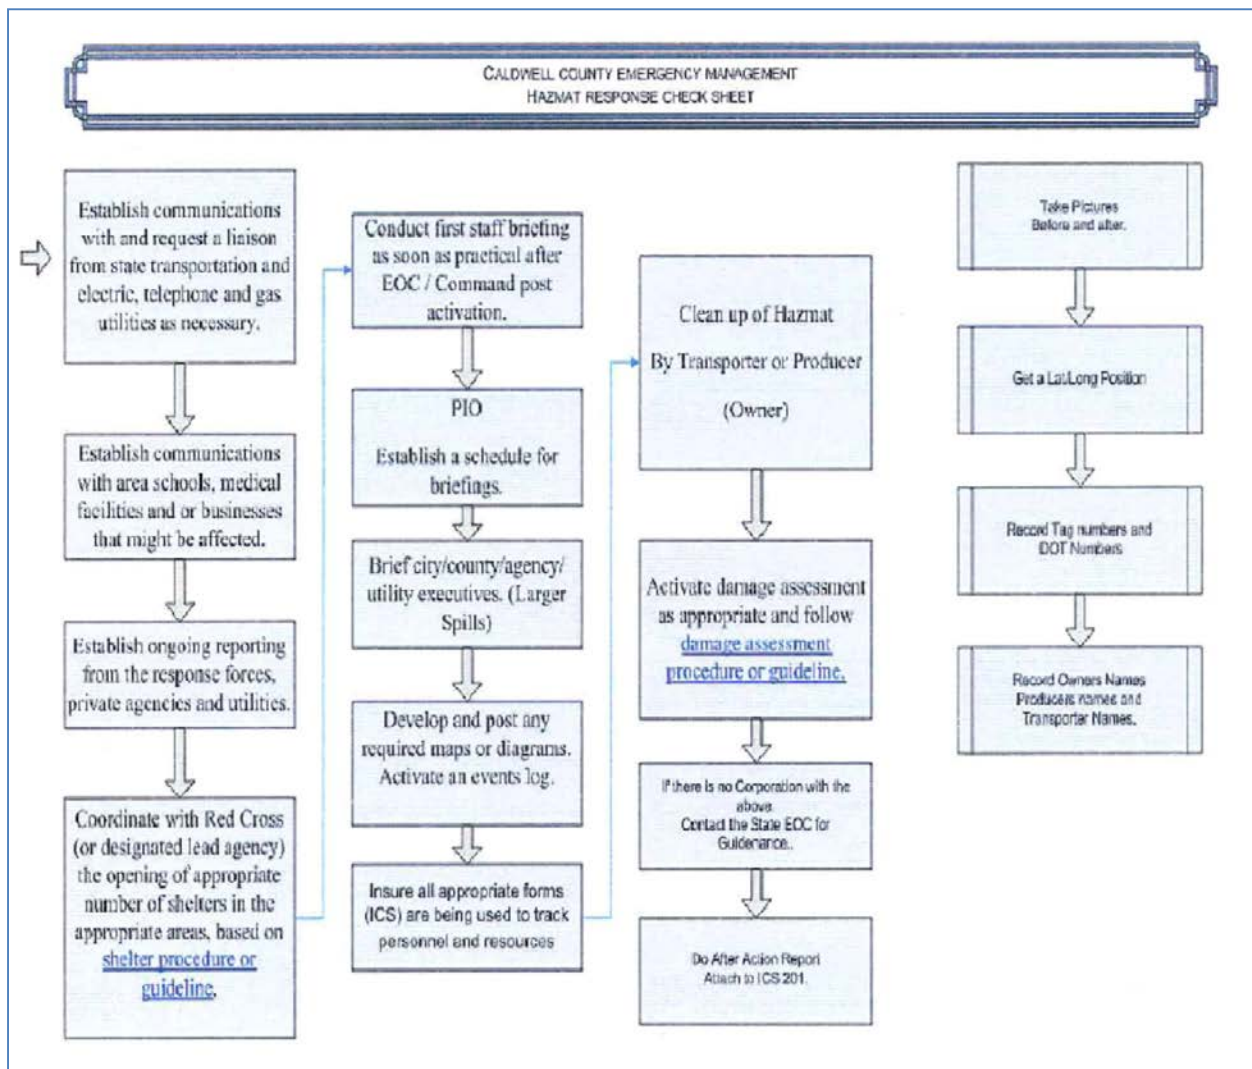 CALDWELL COUNTY EMERGENCY MANAGEMENT
HAZMAT RESPONSE CHECK SHEET
Establish communications
with and request a liaison
from state transportation and
electric, telephone and gas
utilities as necessary.
Establish communications
with area schools, medical
facilities and or businesses
that might be affected.
Establish ongoing reporting
from the response forces,
private agencies and utilities.
Coordinate with Red Cross
(or designated lead agency)
the opening of appropriate
number of shelters in the
appropriate areas, based on
shelter procedure or
guideline.
Conduct first staff briefing
as soon as practical after
EOC / Command post
activation.
PIO
Establish a schedule for
briefings.
Brief city/county/agency/
utility executives. (Larger
Spills)
Develop and post any
required maps or diagrams.
Activate an events log.
Insure all appropriate forms
(ICS) are being used to track
personnel and resources
Clean up of Hazmat
By Transporter or Producer
(Owner)
Activate damage assessment
as appropriate and follow
damage assessment
procedure or guideline.
If there is no Corporation with the
above.
Contact the State EOC for
Guidenance..
Do After Action Report
Attach to ICS 201.
Take Pictures
Before and after.
Get a Lat/Long Position
Record Tag numbers and
DOT Numbers
Record Owners Names
Producers names and
Transporter Names.